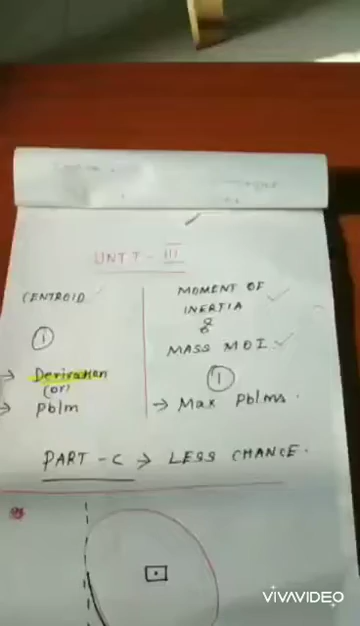 UNIT - III
CENTROID
①
→ Derivation
(or)
→ Pblm
MOMENT OF
INERTIA
&
MASS MOI
①
→ Max Pblms.
PART - C → LESS CHANCE.
VIVAVIDEO